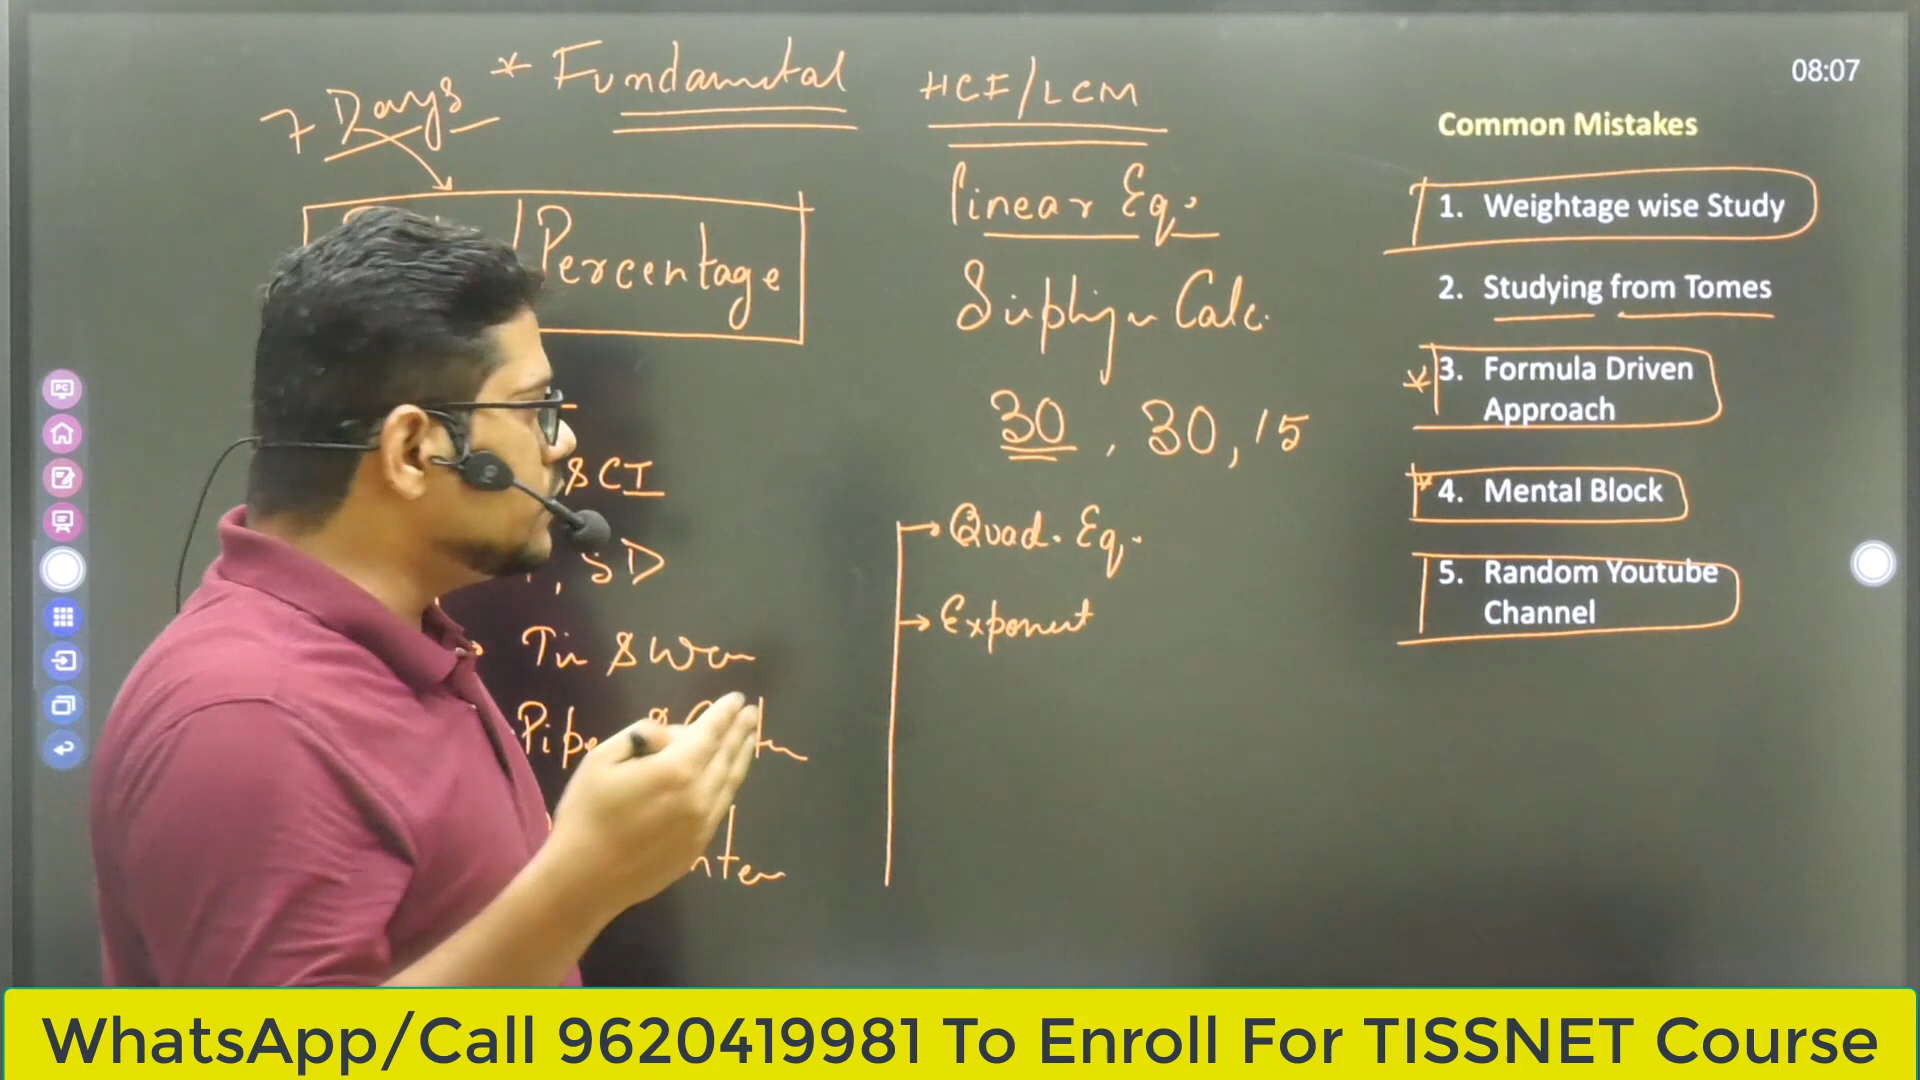 7 Days
* Fundamental
HCF/LCM
Percentage
Linear Eq.
Calc.
30, 30, 15
& CI
, SD
& W
Pipe &
Quad. Eq.
Exponent
08:07
Common Mistakes
1. Weightage wise Study
2. Studying from Tomes
3. Formula Driven
Approach
4. Mental Block
5. Random Youtube
Channel
WhatsApp/Call 9620419981 To Enroll For TISSNET Course